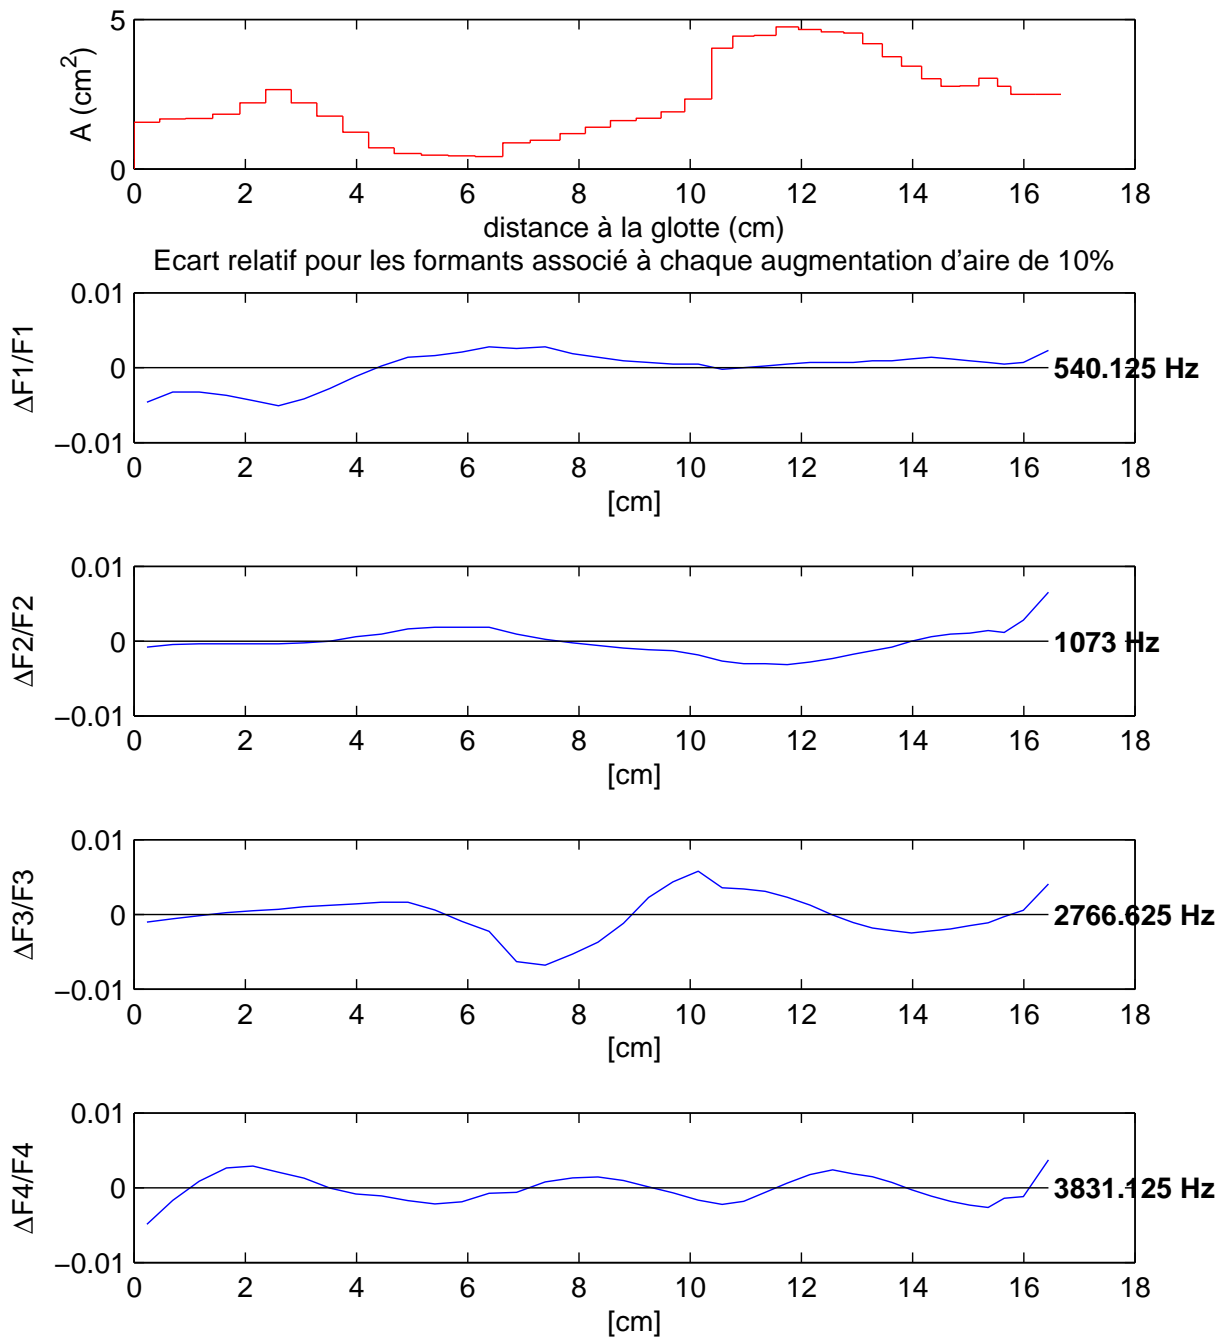 5
A (cm2)
0
0 2 4 6 8 10 12 14 16 18
distance à la glotte (cm)
Ecart relatif pour les formants associé à chaque augmentation d'aire de 10%
0.01
ΔF1/F1
0
540.125 Hz
−0.01
0 2 4 6 8 10 12 14 16 18
[cm]
0.01
ΔF2/F2
0
1073 Hz
−0.01
0 2 4 6 8 10 12 14 16 18
[cm]
0.01
ΔF3/F3
0
2766.625 Hz
−0.01
0 2 4 6 8 10 12 14 16 18
[cm]
0.01
ΔF4/F4
0
3831.125 Hz
−0.01
0 2 4 6 8 10 12 14 16 18
[cm]